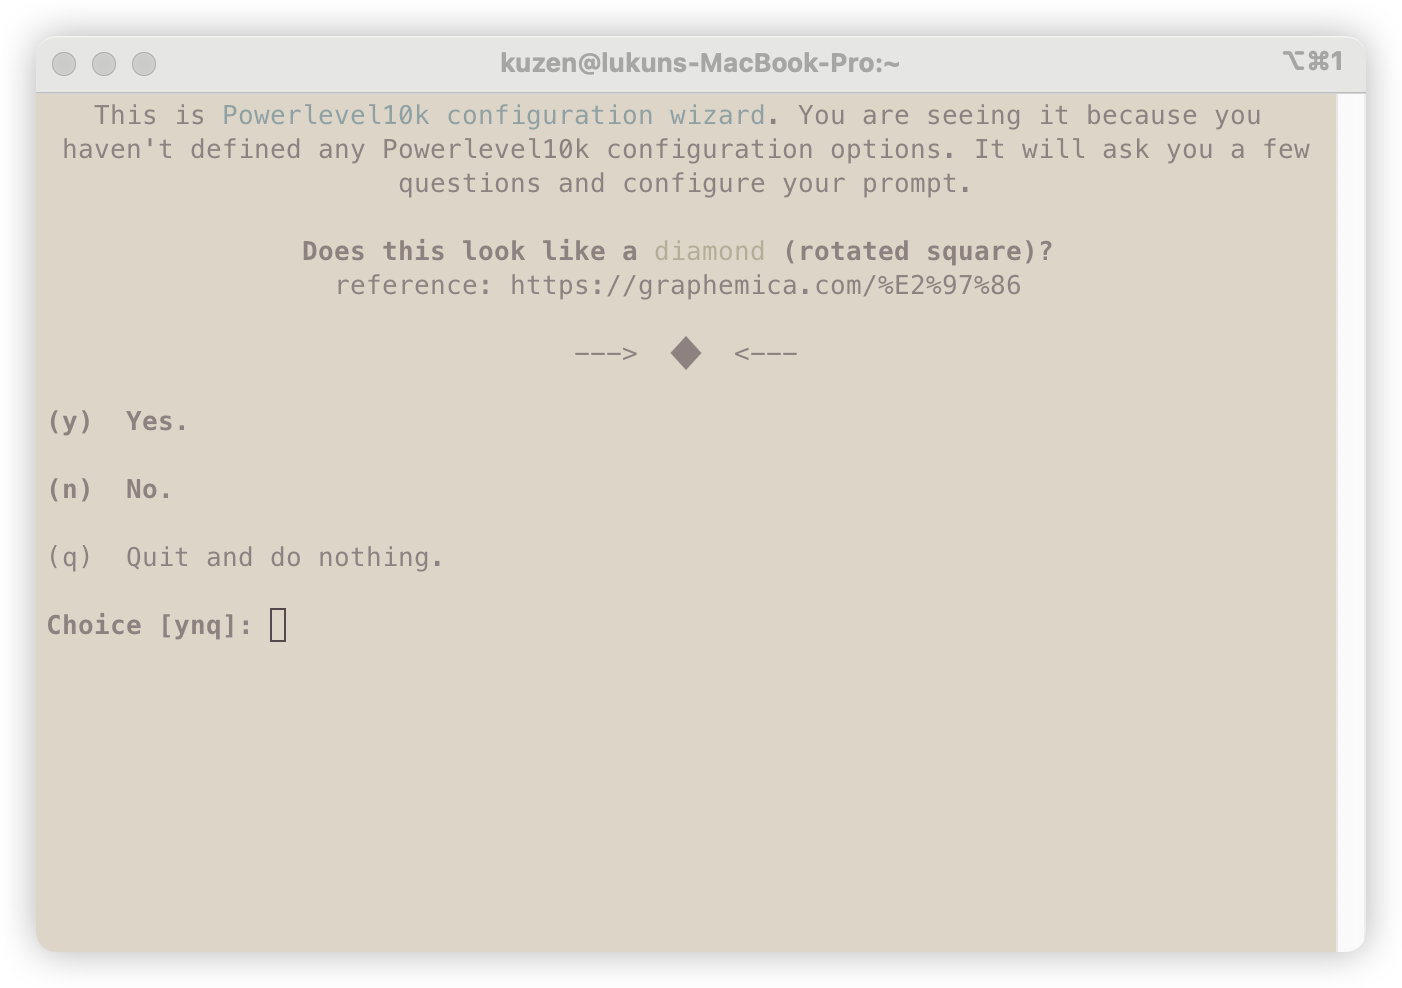 kuzen@lukuns-MacBook-Pro:~
⌥⌘1
This is Powerlevel10k configuration wizard. You are seeing it because you
haven't defined any Powerlevel10k configuration options. It will ask you a few
questions and configure your prompt.
Does this look like a diamond (rotated square)?
reference: https://graphemica.com/%E2%97%86
---> ◆ <---
(y) Yes.
(n) No.
(q) Quit and do nothing.
Choice [ynq]: